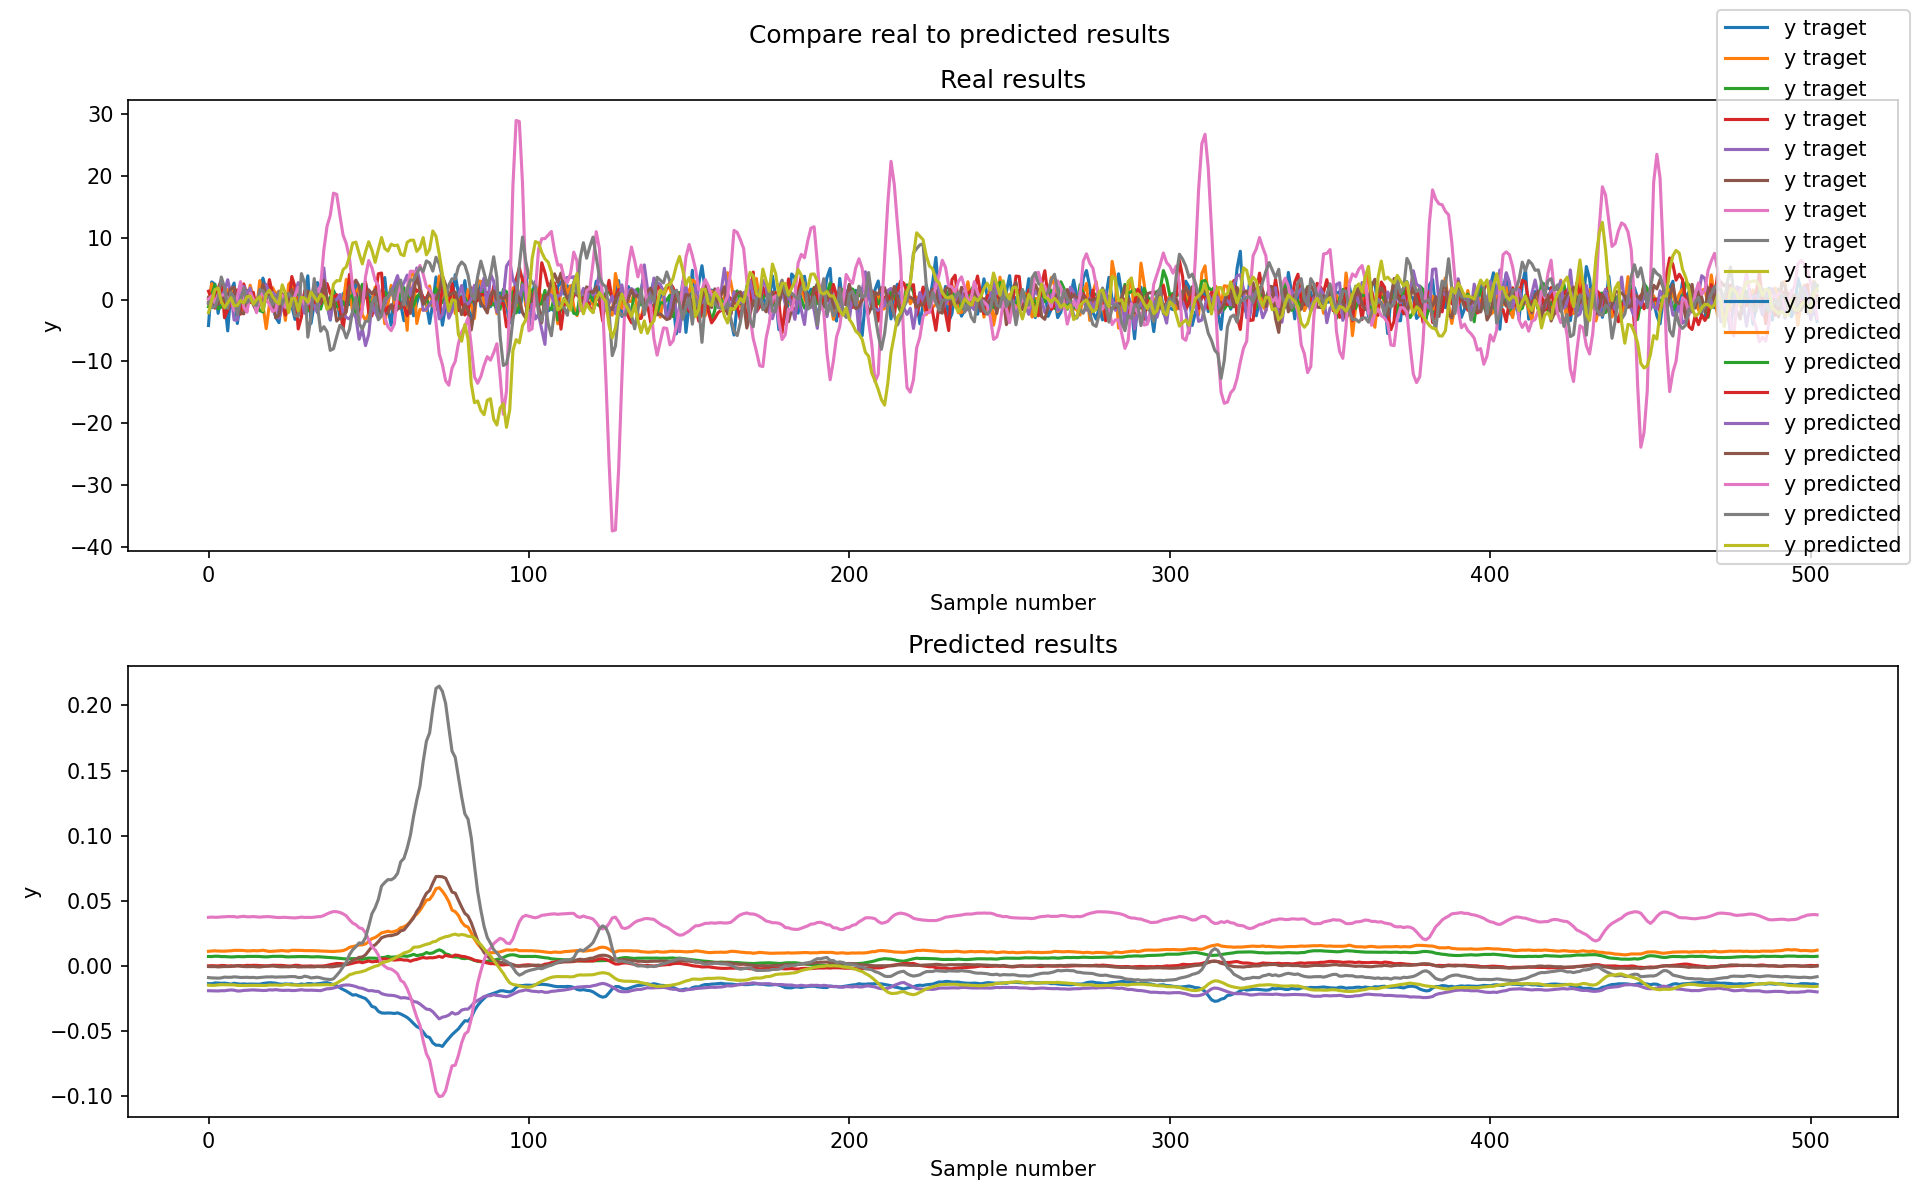 Compare real to predicted results
Real results
30
20
10
0
−10
−20
−30
−40
y
0
100
200
300
400
500
Sample number
y traget
y traget
y traget
y traget
y traget
y traget
y traget
y traget
y traget
y predicted
y predicted
y predicted
y predicted
y predicted
y predicted
y predicted
y predicted
y predicted
Predicted results
0.20
0.15
0.10
0.05
0.00
−0.05
−0.10
y
0
100
200
300
400
500
Sample number